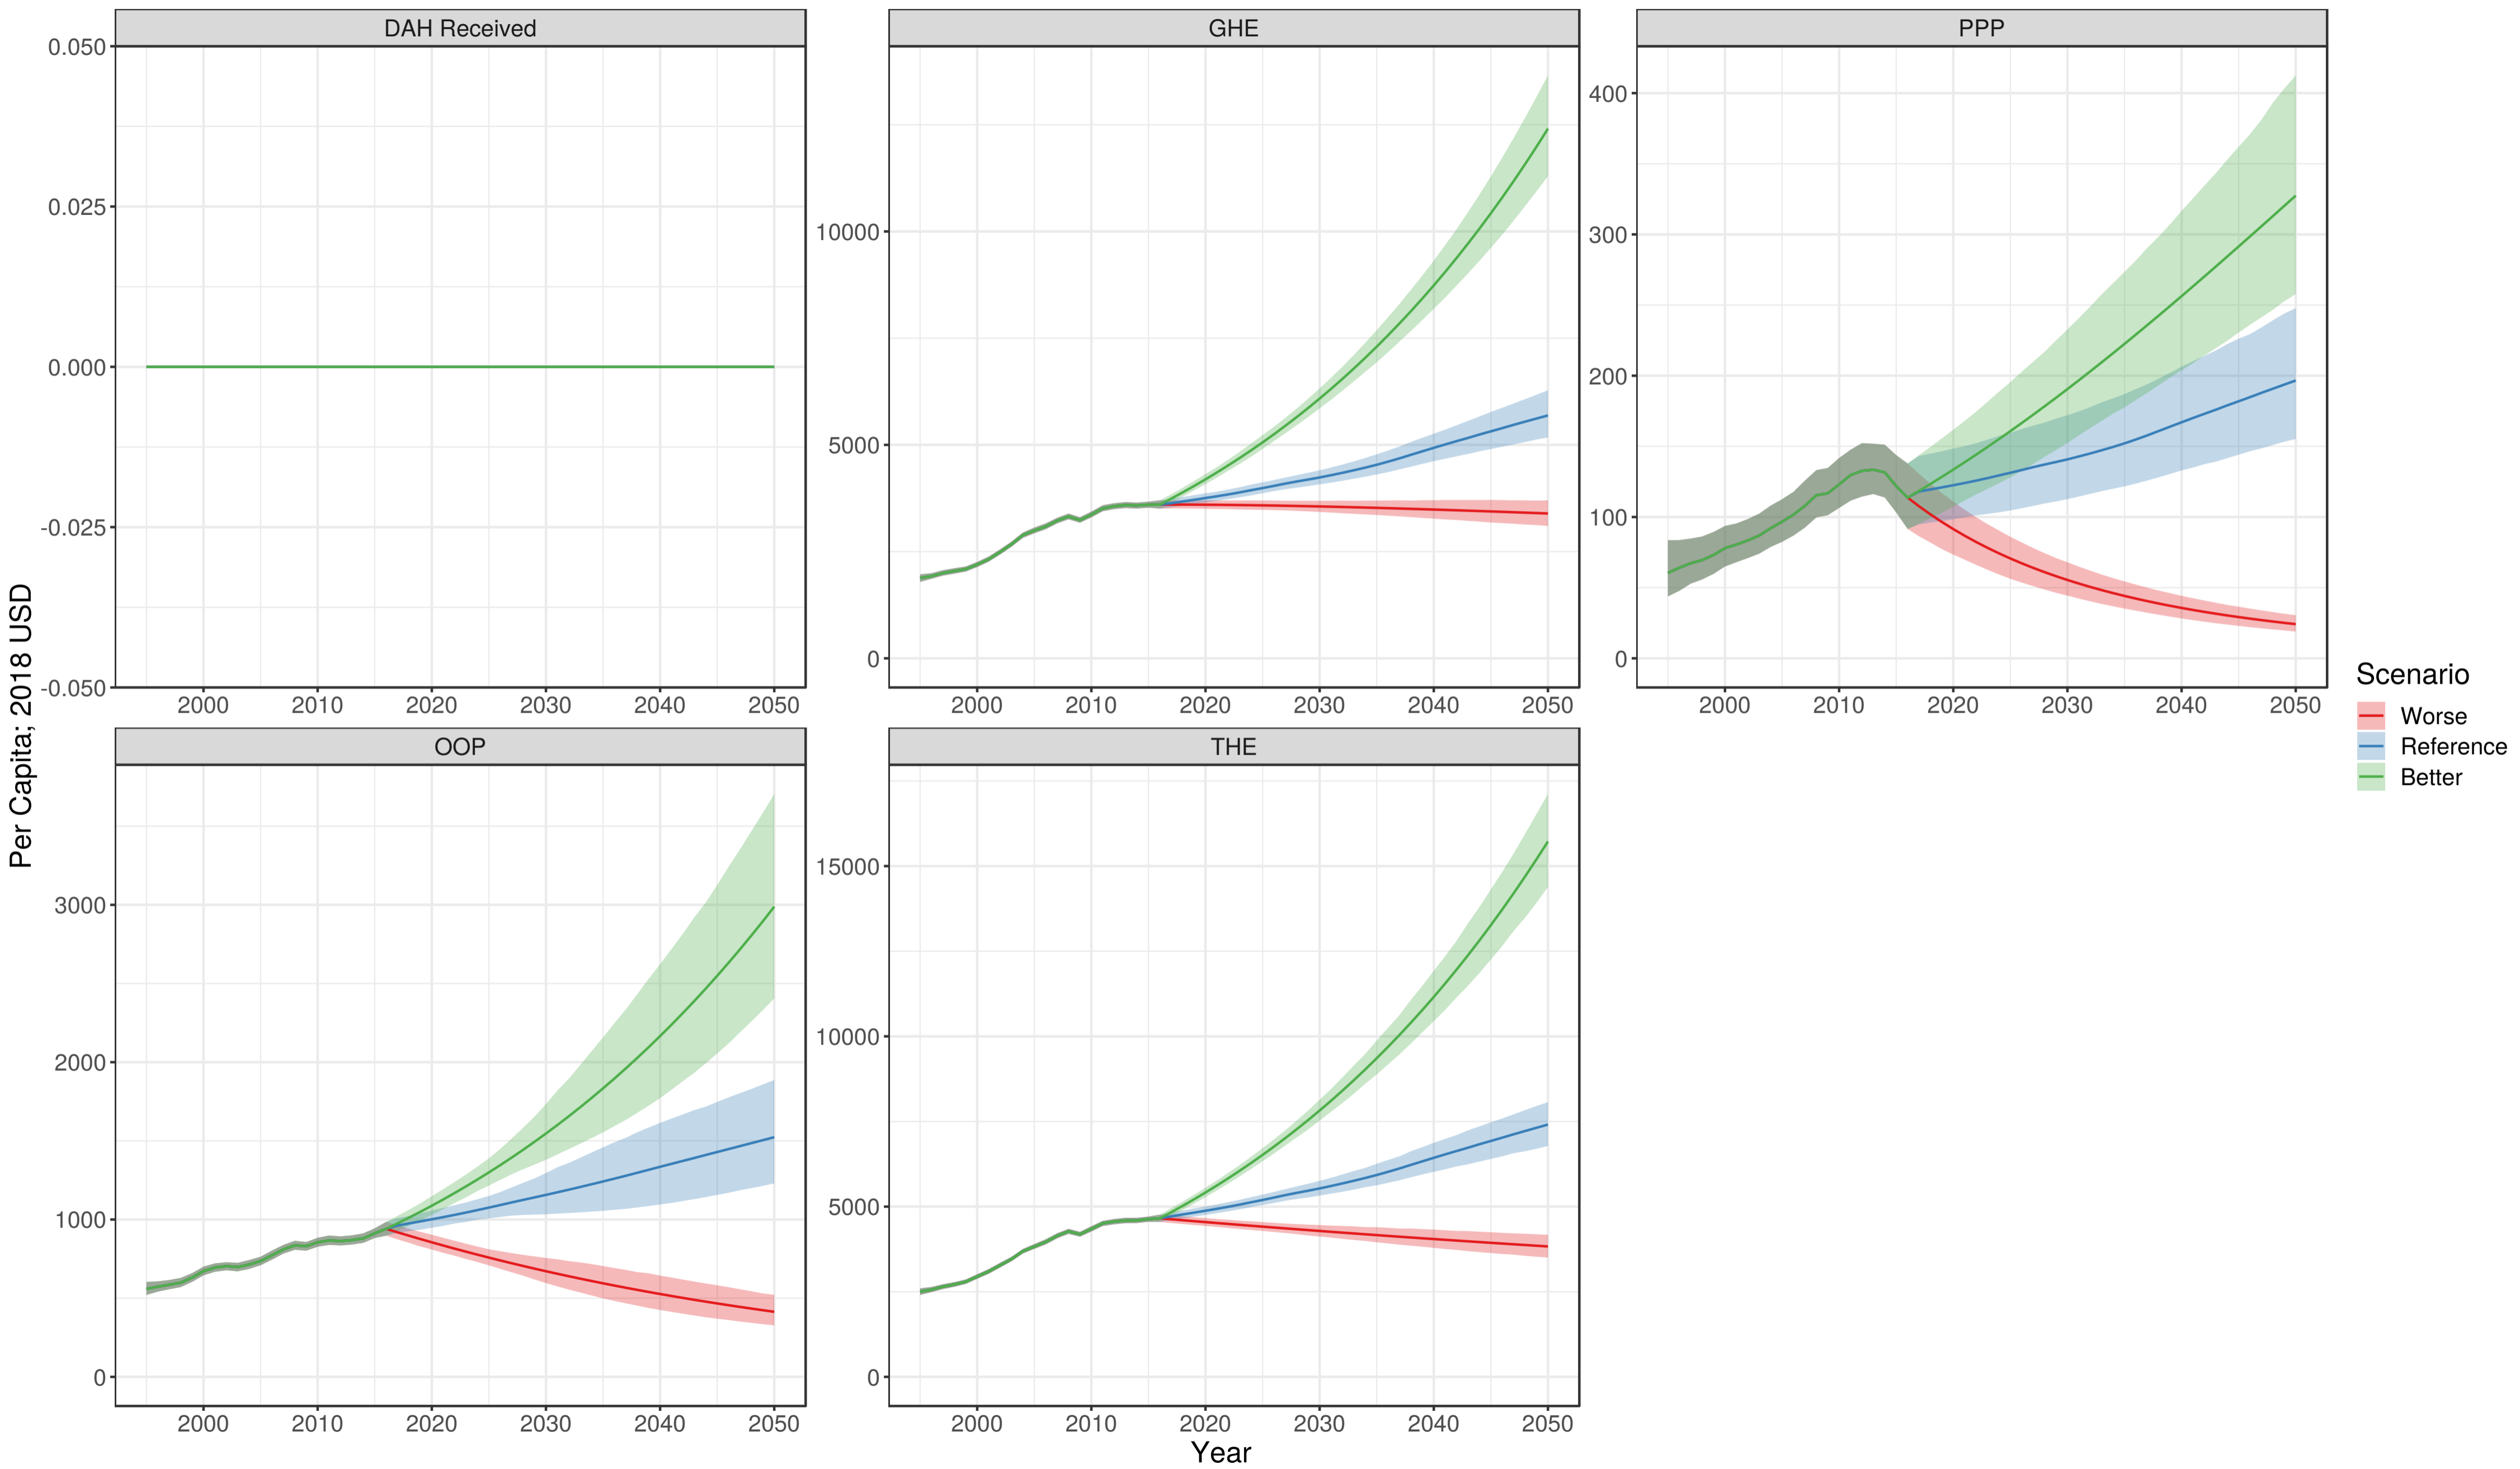 DAH Received
GHE
PPP
0.050
0.025
0.000
-0.025
-0.050
10000
5000
0
400
300
200
100
0
2000 2010 2020 2030 2040 2050
2000 2010 2020 2030 2040 2050
2000 2010 2020 2030 2040 2050
Per Capita; 2018 USD
OOP
THE
3000
2000
1000
0
15000
10000
5000
0
2000 2010 2020 2030 2040 2050
2000 2010 2020 2030 2040 2050
Year
Scenario
Worse
Reference
Better